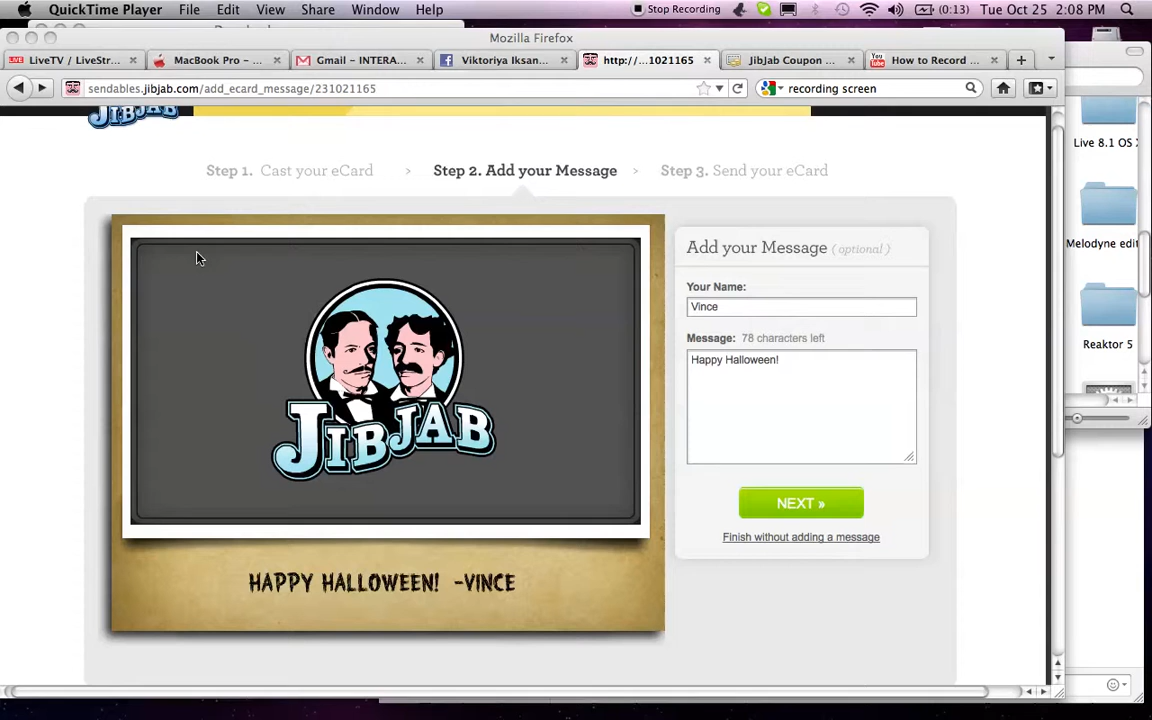 QuickTime Player File Edit View Share Window Help Stop Recording (0:13) Tue Oct 25 2:08 PM
Mozilla Firefox
LIVE LiveTV / LiveStr... MacBook Pro – ... Gmail – INTERA... Viktoriya Iksan... http:/...1021165 JibJab Coupon ... You Tube How to Record ...
sendables.jibjab.com/add_ecard_message/231021165 recording screen
JIBJAB
Step 1. Cast your eCard > Step 2. Add your Message > Step 3. Send your eCard
Live 8.1 OS X
Melodyne edit
Reaktor 5
JIBJAB
HAPPY HALLOWEEN! -VINCE
Add your Message ( optional )
Your Name:
Vince
Message: 78 characters left
Happy Halloween!
NEXT »
Finish without adding a message